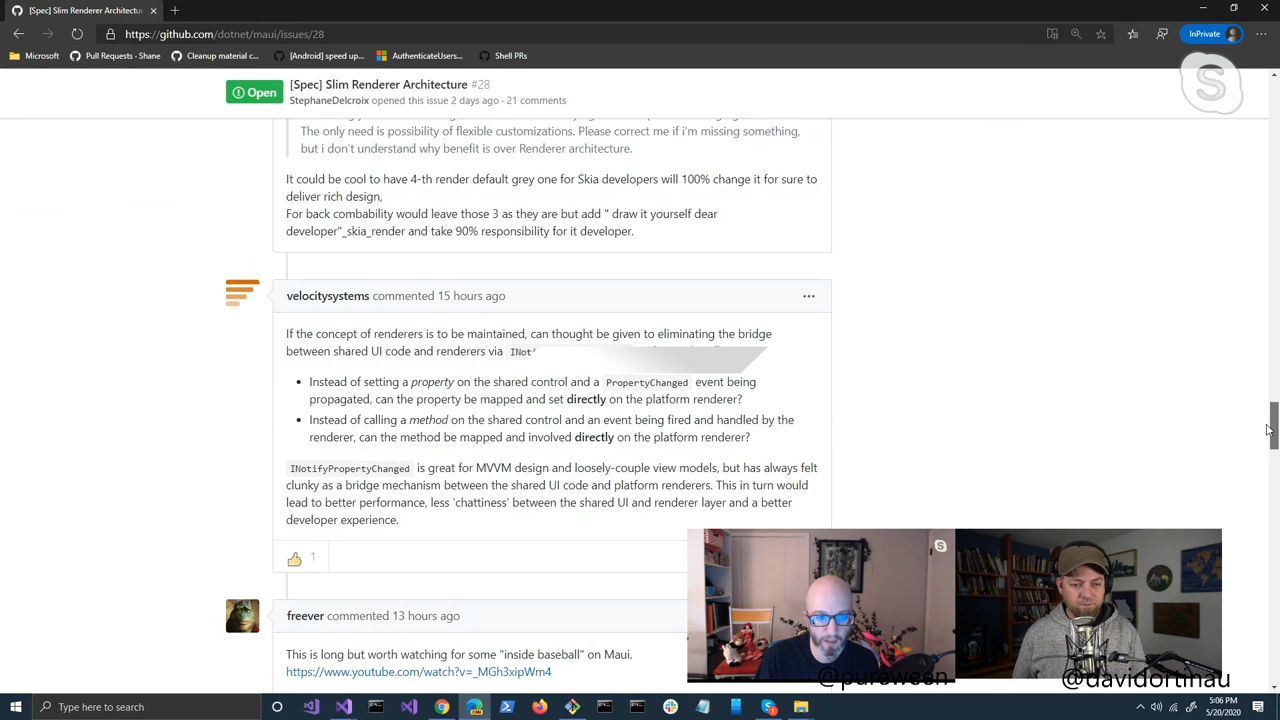 [Spec] Slim Renderer Architectu
https://github.com/dotnet/maui/issues/28
InPrivate
Microsoft
Pull Requests · Shane
Cleanup material c...
[Android] speed up...
AuthenticateUsers...
ShellPRs
Open
[Spec] Slim Renderer Architecture #28
StephaneDelcroix opened this issue 2 days ago · 21 comments
The only need is possibility of flexible customizations. Please correct me if i'm missing something,
but i don't understand why benefit is over Renderer architecture.
It could be cool to have 4-th render default grey one for Skia developers will 100% change it for sure to
deliver rich design,
For back combability would leave those 3 as they are but add " draw it yourself dear
developer"_skia_render and take 90% responsibility for it developer.
velocitysystems commented 15 hours ago
If the concept of renderers is to be maintained, can thought be given to eliminating the bridge
between shared UI code and renderers via INot
• Instead of setting a property on the shared control and a PropertyChanged event being
propagated, can the property be mapped and set directly on the platform renderer?
• Instead of calling a method on the shared control and an event being fired and handled by the
renderer, can the method be mapped and involved directly on the platform renderer?
INotifyPropertyChanged is great for MVVM design and loosely-couple view models, but has always felt
clunky as a bridge mechanism between the shared UI code and platform renderers. This in turn would
lead to better performance, less 'chattiness' between the shared UI and renderer layer and a better
developer experience.
👍 1
freever commented 13 hours ago
This is long but worth watching for some "inside baseball" on Maui.
https://www.youtube.com/watch?v=_MGh3xipWm4
@pureween
@davidortinau
Type here to search
5:06 PM
5/20/2020